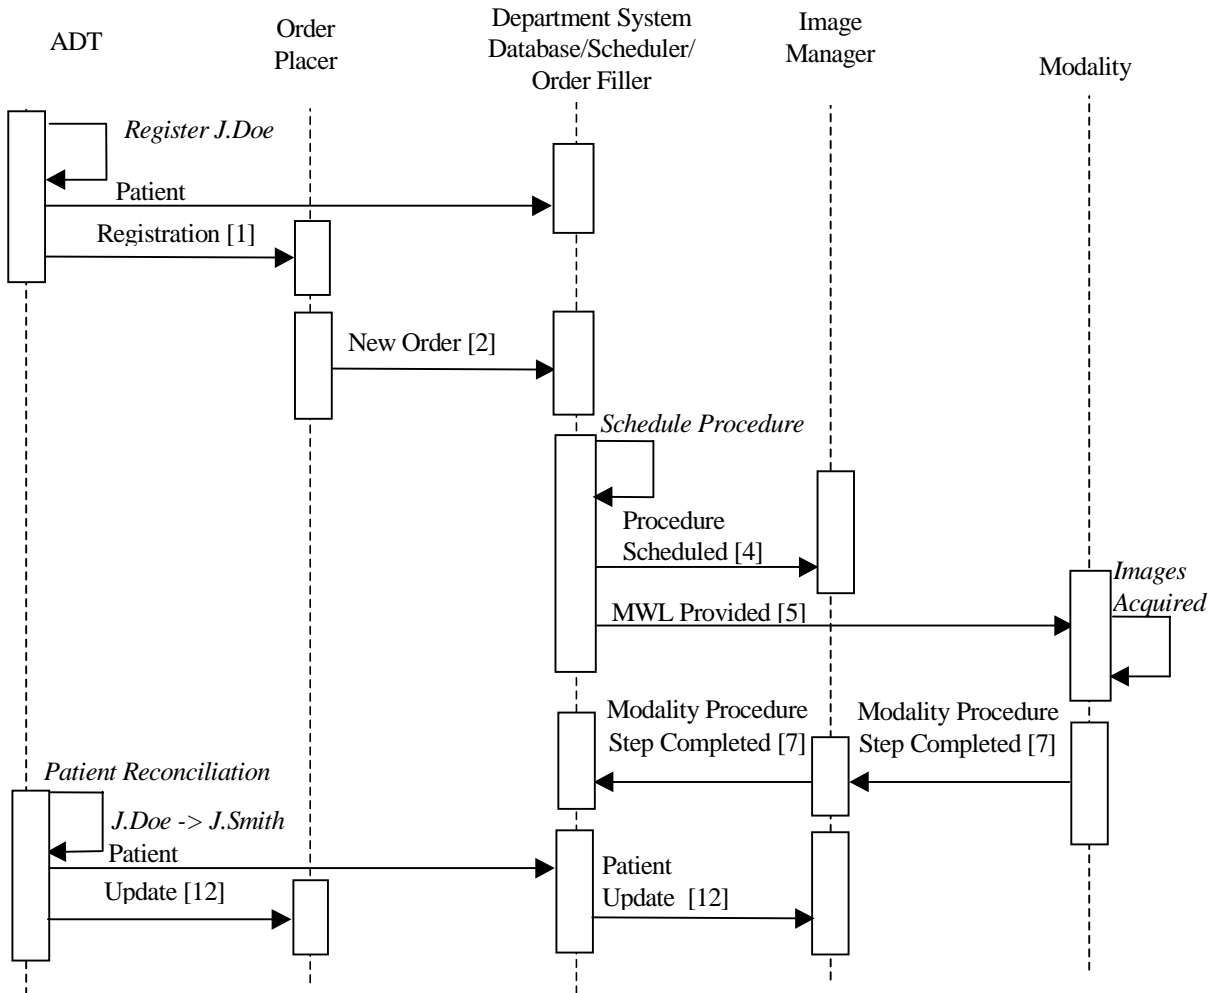 ADT
Order
Placer
Department System
Database/Scheduler/
Order Filler
Image
Manager
Modality
Register J.Doe
Patient
Registration [1]
New Order [2]
Schedule Procedure
Procedure
Scheduled [4]
Images
Acquired
MWL Provided [5]
Modality Procedure
Step Completed [7]
Modality Procedure
Step Completed [7]
Patient Reconciliation
J.Doe -> J.Smith
Patient
Update [12]
Patient
Update [12]